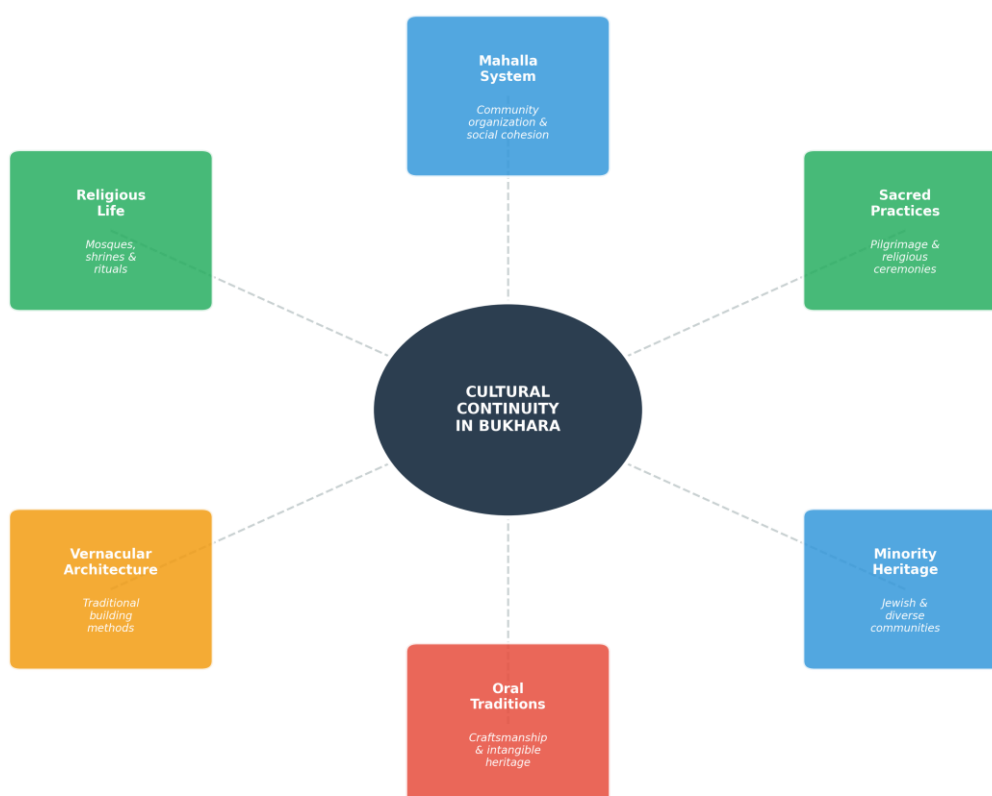 Mahalla
System
Community
organization &
social cohesion
Religious
Life
Mosques,
shrines &
rituals
Sacred
Practices
Pilgrimage &
religious
ceremonies
CULTURAL
CONTINUITY
IN BUKHARA
Vernacular
Architecture
Traditional
building
methods
Minority
Heritage
Jewish &
diverse
communities
Oral
Traditions
Craftsmanship
& intangible
heritage